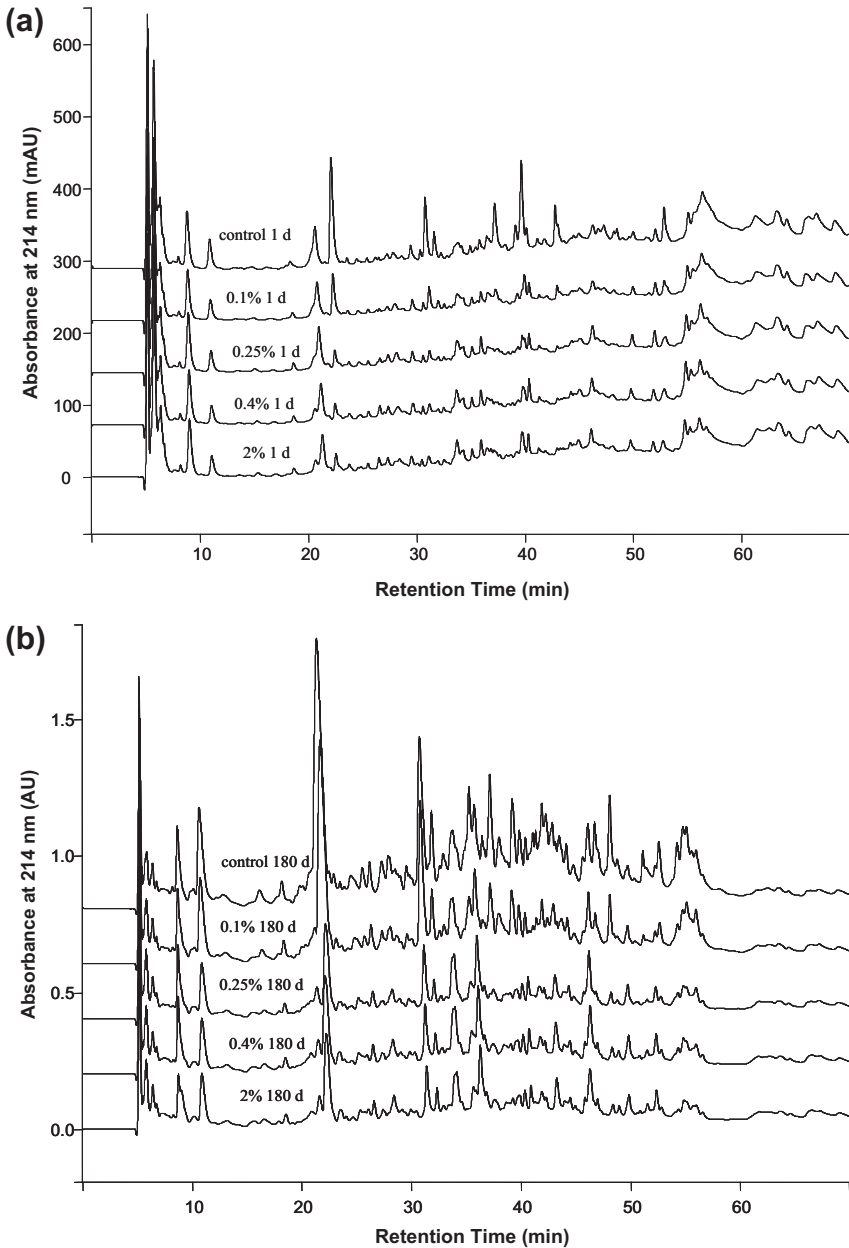 (a)
Absorbance at 214 nm (mAU)
600
500
400
300
200
100
0
control 1 d
0.1% 1 d
0.25% 1 d
0.4% 1 d
2% 1 d
10 20 30 40 50 60
Retention Time (min)
(b)
Absorbance at 214 nm (AU)
1.5
1.0
0.5
0.0
control 180 d
0.1% 180 d
0.25% 180 d
0.4% 180 d
2% 180 d
10 20 30 40 50 60
Retention Time (min)